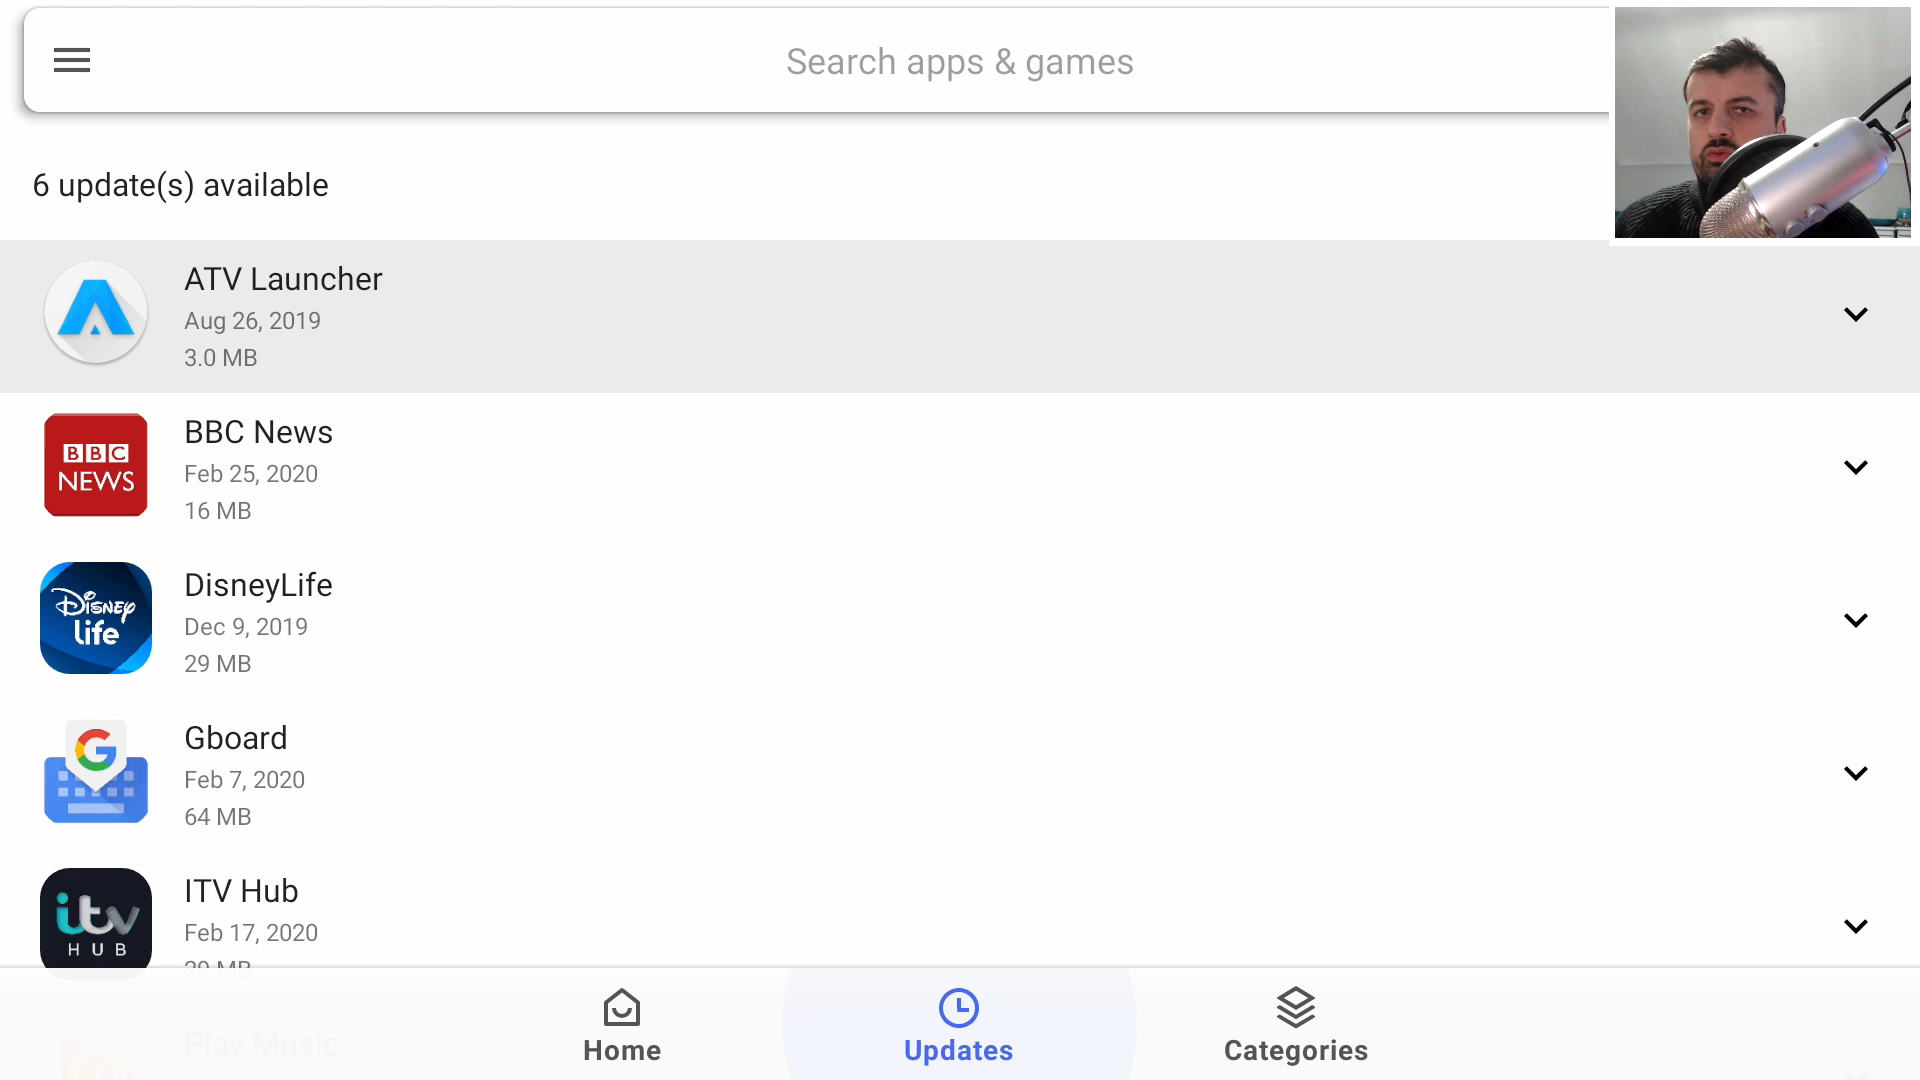 Search apps & games
6 update(s) available
ATV Launcher
Aug 26, 2019
3.0 MB
BBC NEWS
BBC News
Feb 25, 2020
16 MB
Disney
life
DisneyLife
Dec 9, 2019
29 MB
G
Gboard
Feb 7, 2020
64 MB
itv
HUB
ITV Hub
Feb 17, 2020
29 MB
Play Music
Home
Updates
Categories